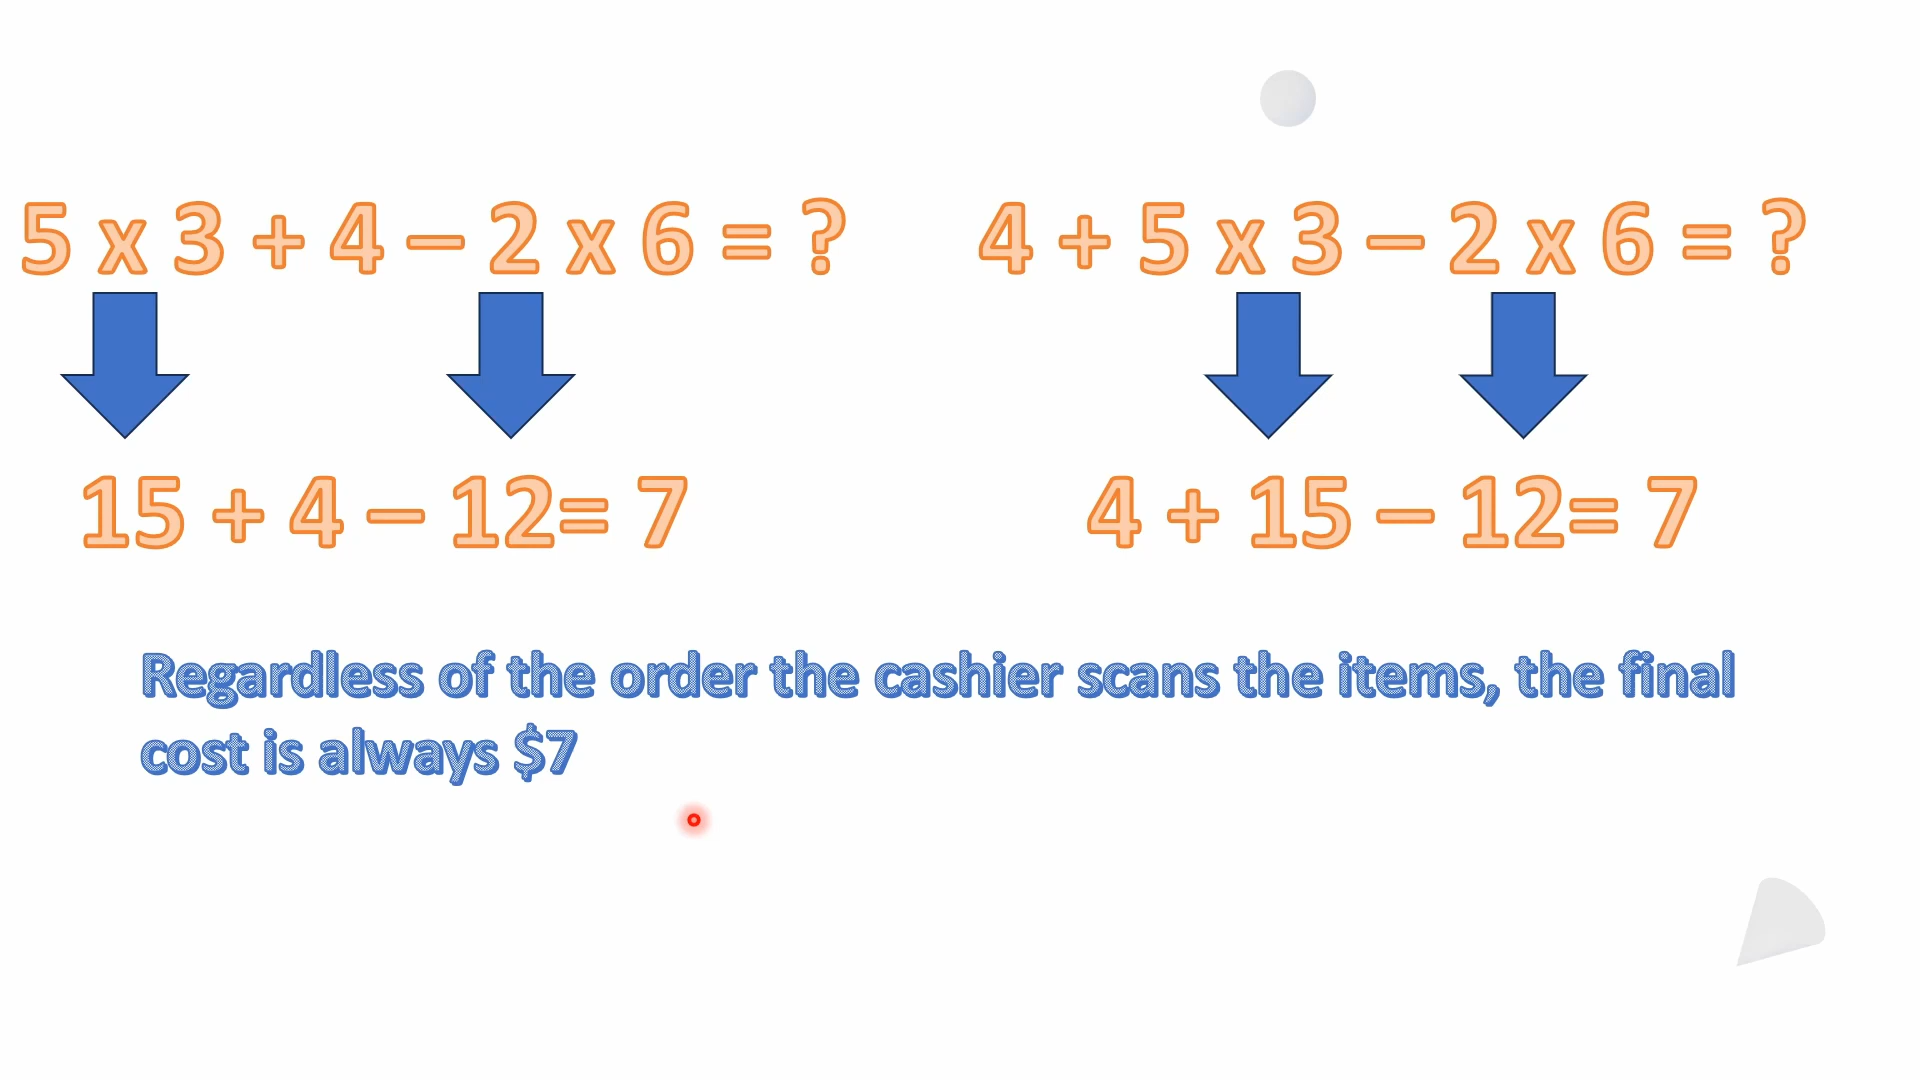 5 x 3 + 4 – 2 x 6 = ?
4 + 5 x 3 – 2 x 6 = ?
15 + 4 – 12= 7
4 + 15 – 12= 7
Regardless of the order the cashier scans the items, the final
cost is always $7